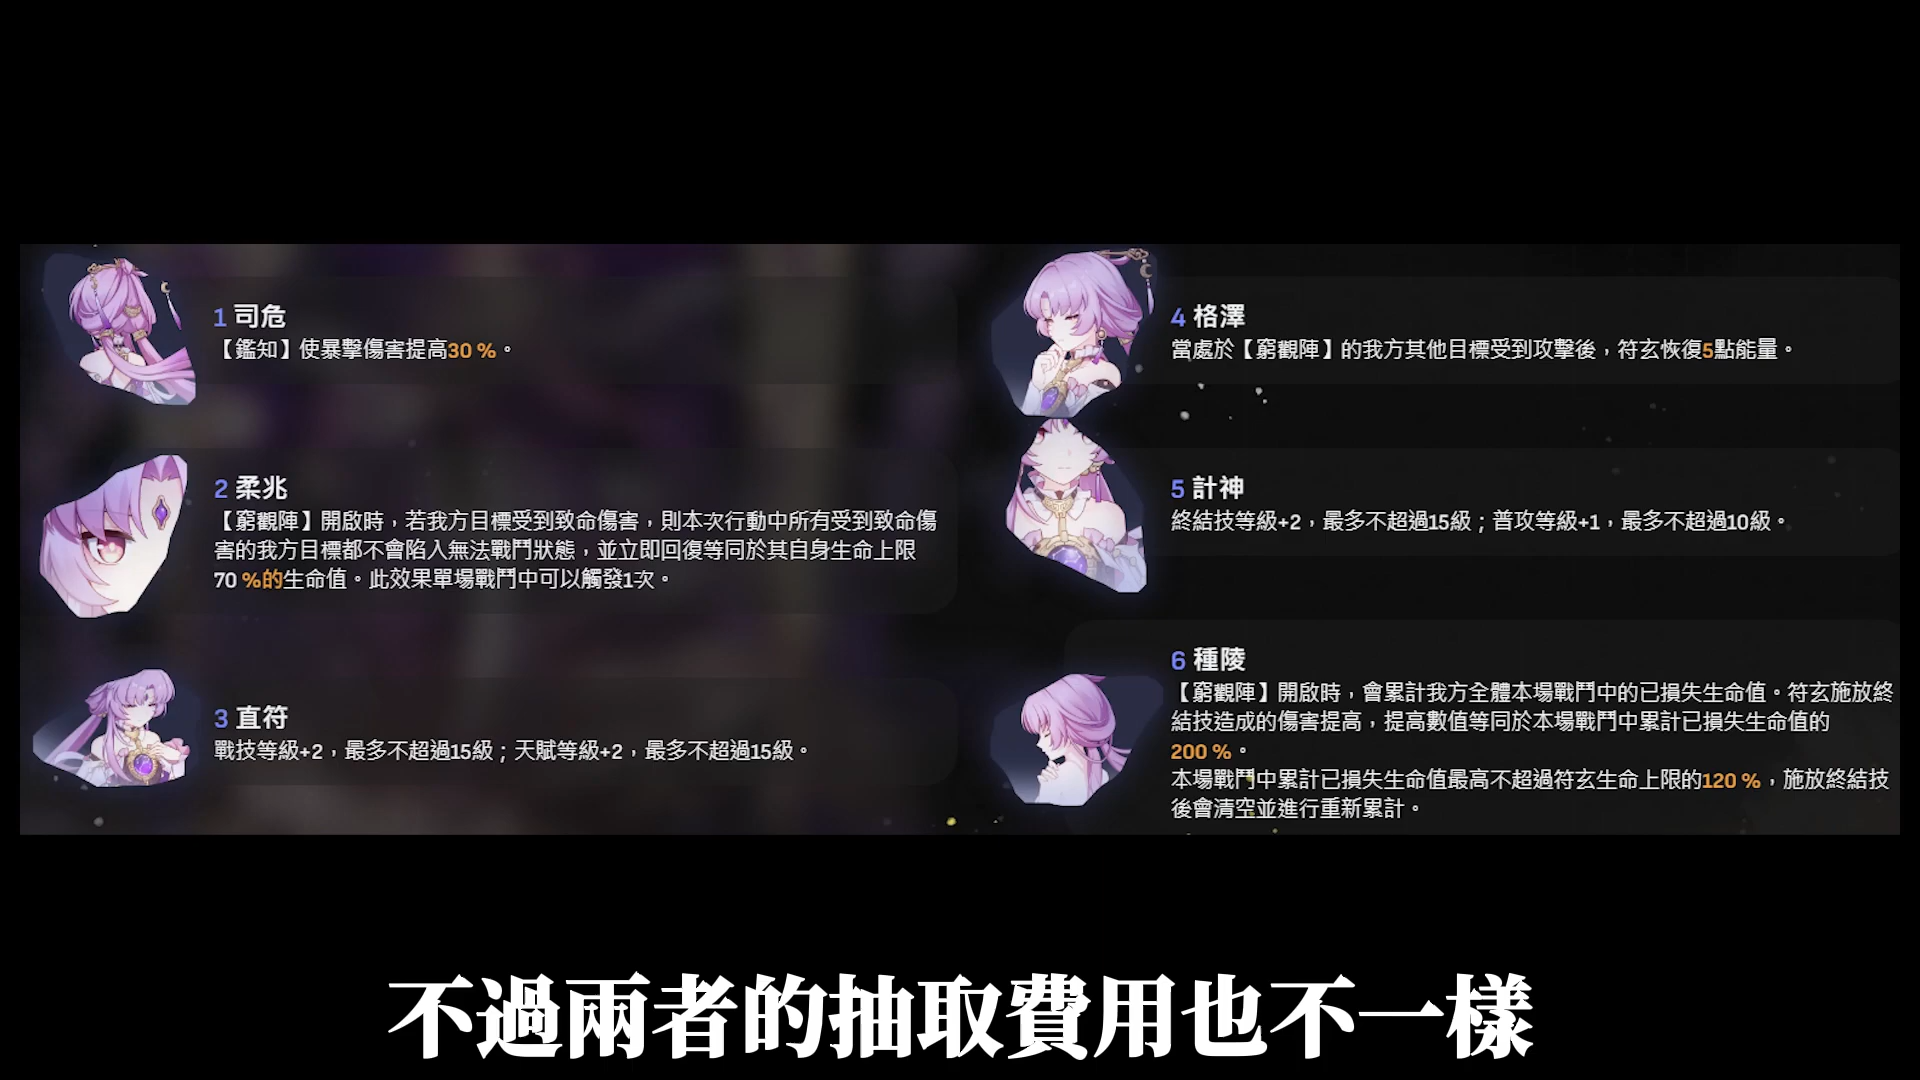 1 司危
【鑑知】使暴擊傷害提高30 %。
2 柔兆
【窮觀陣】開啟時，若我方目標受到致命傷害，則本次行動中所有受到致命傷
害的我方目標都不會陷入無法戰鬥狀態，並立即回復等同於其自身生命上限
70 %的生命值。此效果單場戰鬥中可以觸發1次。
3 直符
戰技等級+2，最多不超過15級；天賦等級+2，最多不超過15級。
4 格澤
當處於【窮觀陣】的我方其他目標受到攻擊後，符玄恢復5點能量。
5 計神
終結技等級+2，最多不超過15級；普攻等級+1，最多不超過10級。
6 種陵
【窮觀陣】開啟時，會累計我方全體本場戰鬥中的已損失生命值。符玄施放終
結技造成的傷害提高，提高數值等同於本場戰鬥中累計已損失生命值的
200 %。
本場戰鬥中累計已損失生命值最高不超過符玄生命上限的120 %，施放終結技
後會清空並進行重新累計。
不過兩者的抽取費用也不一樣